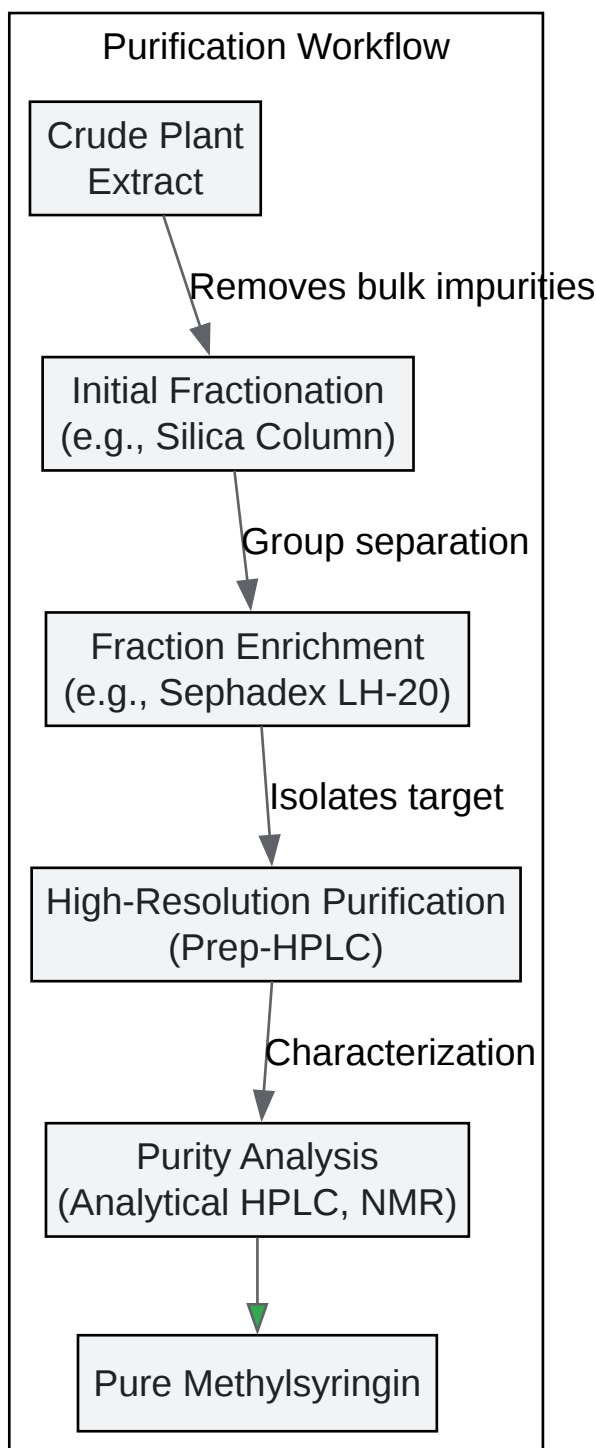 Purification Workflow
Crude Plant
Extract
Removes bulk impurities
Initial Fractionation
(e.g., Silica Column)
Group separation
Fraction Enrichment
(e.g., Sephadex LH-20)
Isolates target
High-Resolution Purification
(Prep-HPLC)
Characterization
Purity Analysis
(Analytical HPLC, NMR)
Pure Methylsyringin